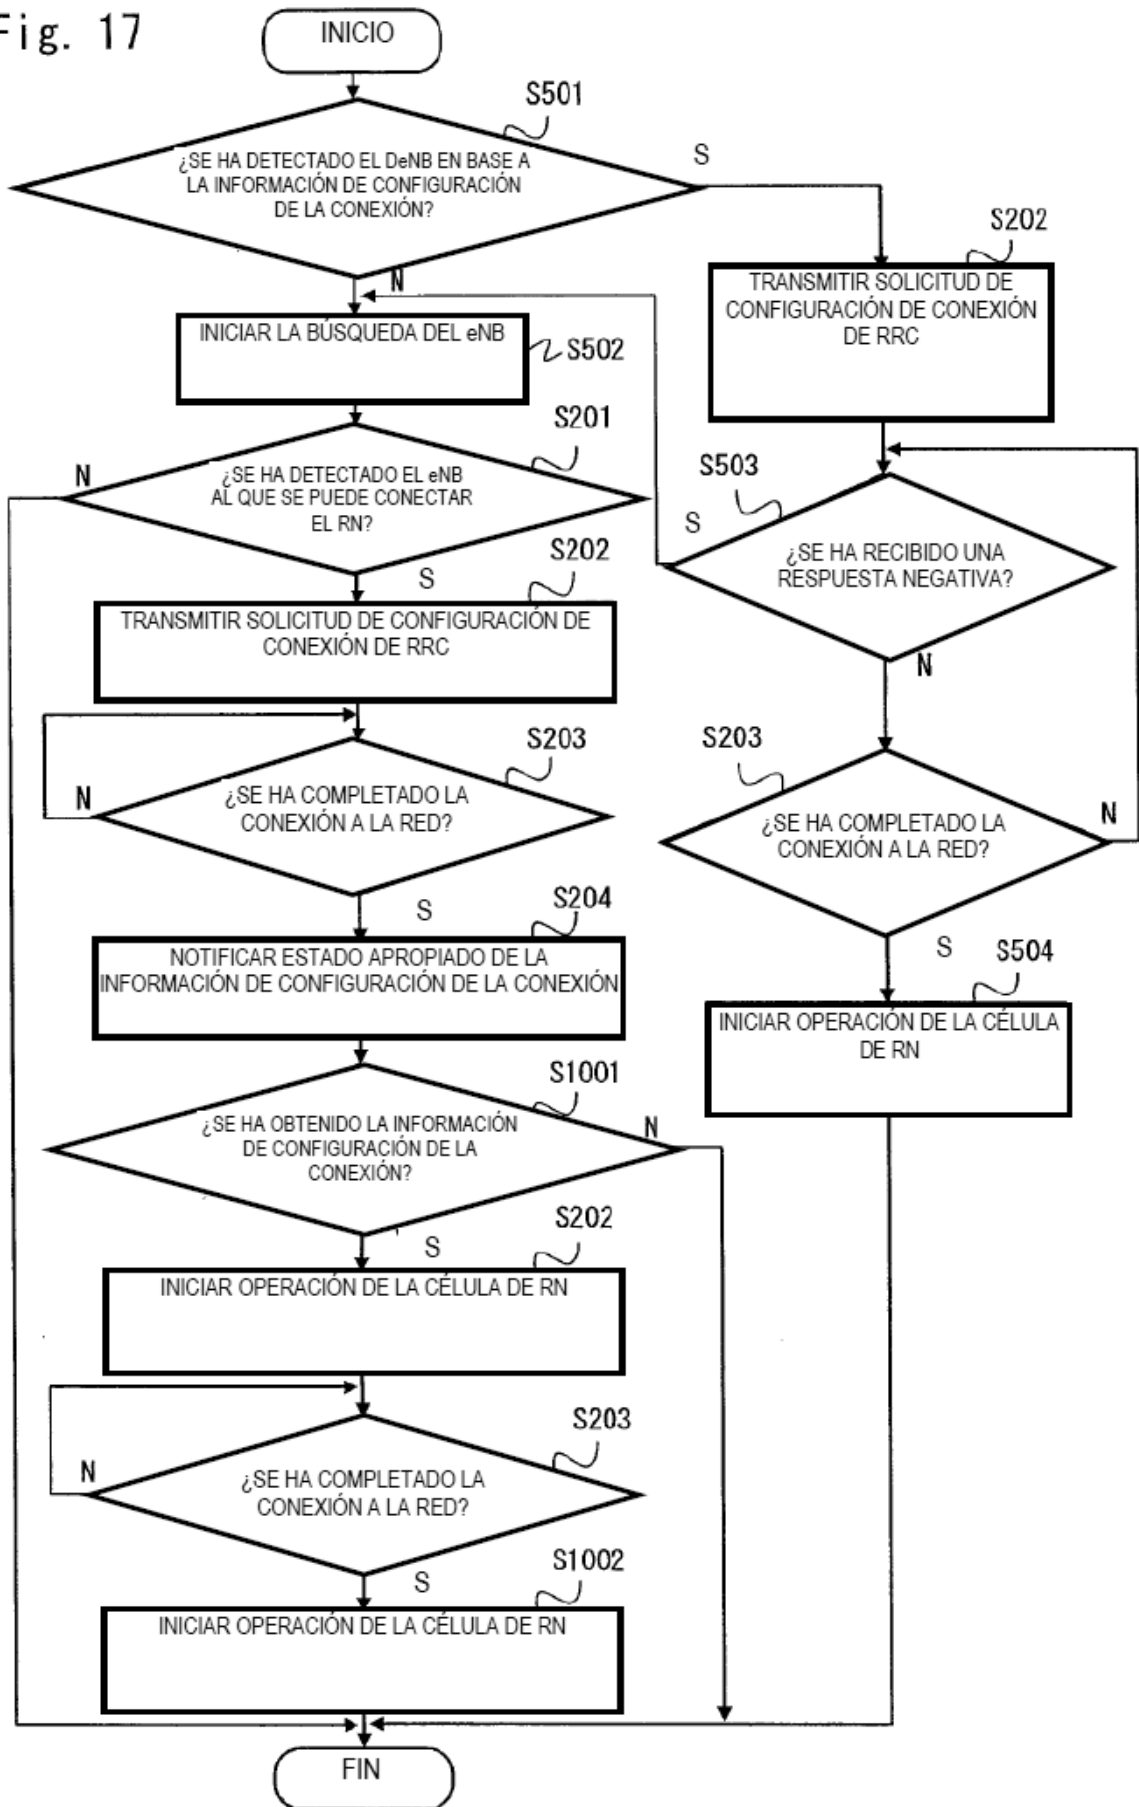 Fig. 17
INICIO
S501
¿SE HA DETECTADO EL DeNB EN BASE A
LA INFORMACIÓN DE CONFIGURACIÓN
DE LA CONEXIÓN?
S
N
S202
TRANSMITIR SOLICITUD DE
CONFIGURACIÓN DE CONEXIÓN
DE RRC
INICIAR LA BÚSQUEDA DEL eNB
S502
S201
N
¿SE HA DETECTADO EL eNB
AL QUE SE PUEDE CONECTAR
EL RN?
S
S503
S
¿SE HA RECIBIDO UNA
RESPUESTA NEGATIVA?
N
S202
TRANSMITIR SOLICITUD DE CONFIGURACIÓN DE
CONEXIÓN DE RRC
S203
N
¿SE HA COMPLETADO LA
CONEXIÓN A LA RED?
S
S203
¿SE HA COMPLETADO LA
CONEXIÓN A LA RED?
N
S
S204
NOTIFICAR ESTADO APROPIADO DE LA
INFORMACIÓN DE CONFIGURACIÓN DE LA CONEXIÓN
S504
INICIAR OPERACIÓN DE LA CÉLULA
DE RN
S1001
¿SE HA OBTENIDO LA INFORMACIÓN
DE CONFIGURACIÓN DE LA
CONEXIÓN?
N
S
S202
INICIAR OPERACIÓN DE LA CÉLULA DE RN
S203
N
¿SE HA COMPLETADO LA
CONEXIÓN A LA RED?
S
S1002
INICIAR OPERACIÓN DE LA CÉLULA DE RN
FIN